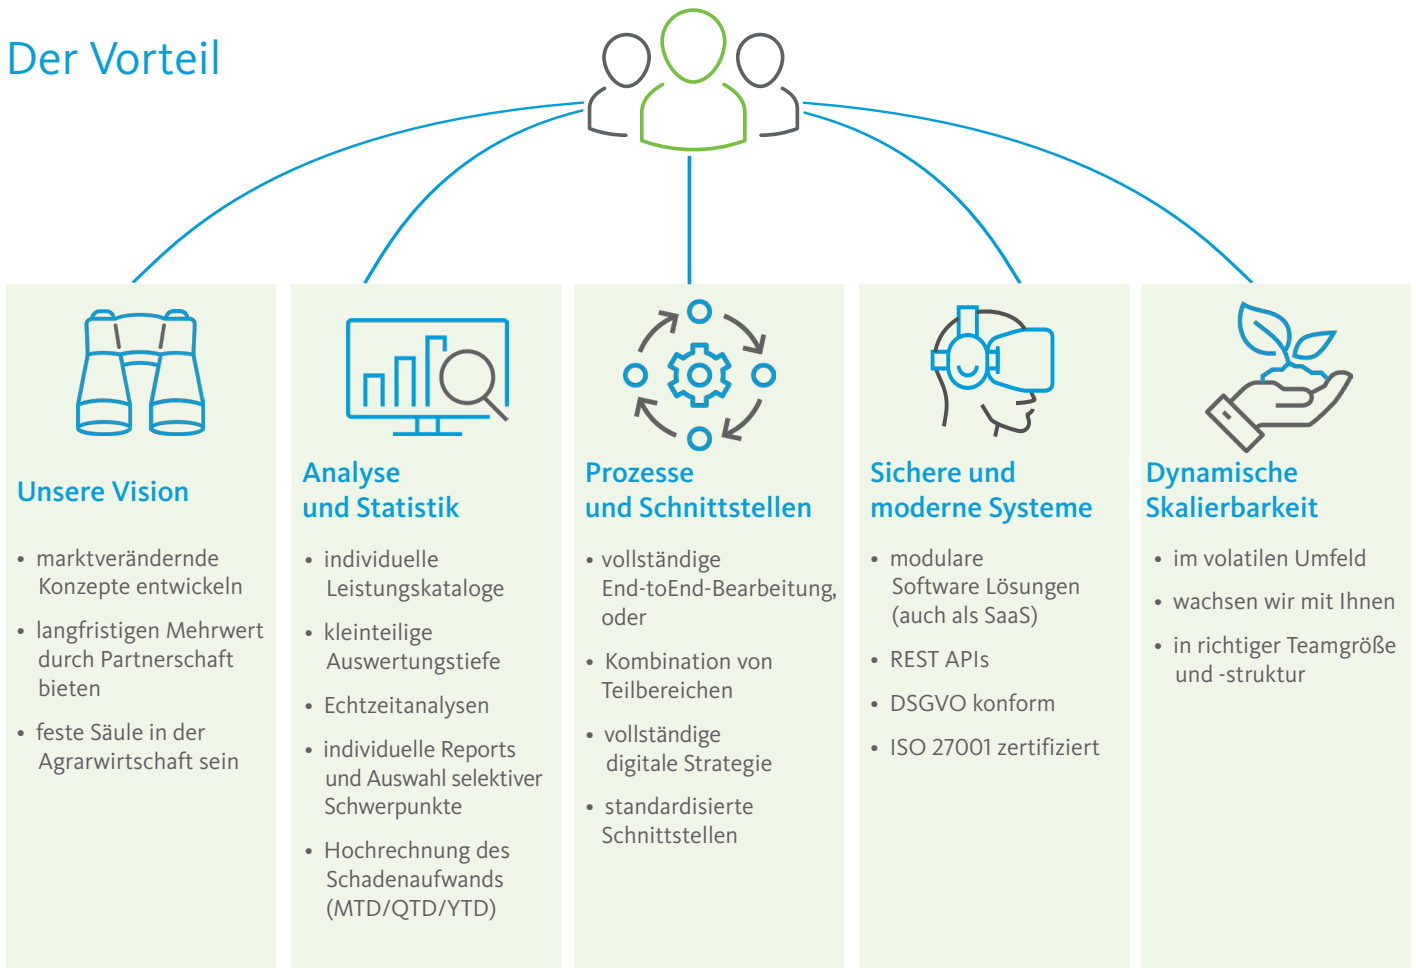 Der Vorteil
Unsere Vision
• marktverändernde
Konzepte entwickeln
• langfristigen Mehrwert
durch Partnerschaft
bieten
• feste Säule in der
Agrarwirtschaft sein
Analyse
und Statistik
• individuelle
Leistungskataloge
• kleinteilige
Auswertungstiefe
• Echtzeitanalysen
• individuelle Reports
und Auswahl selektiver
Schwerpunkte
• Hochrechnung des
Schadenaufwands
(MTD/QTD/YTD)
Prozesse
und Schnittstellen
• vollständige
End-toEnd-Bearbeitung,
oder
• Kombination von
Teilbereichen
• vollständige
digitale Strategie
• standardisierte
Schnittstellen
Sichere und
moderne Systeme
• modulare
Software Lösungen
(auch als SaaS)
• REST APIs
• DSGVO konform
• ISO 27001 zertifiziert
Dynamische
Skalierbarkeit
• im volatilen Umfeld
• wachsen wir mit Ihnen
• in richtiger Teamgröße
und -struktur